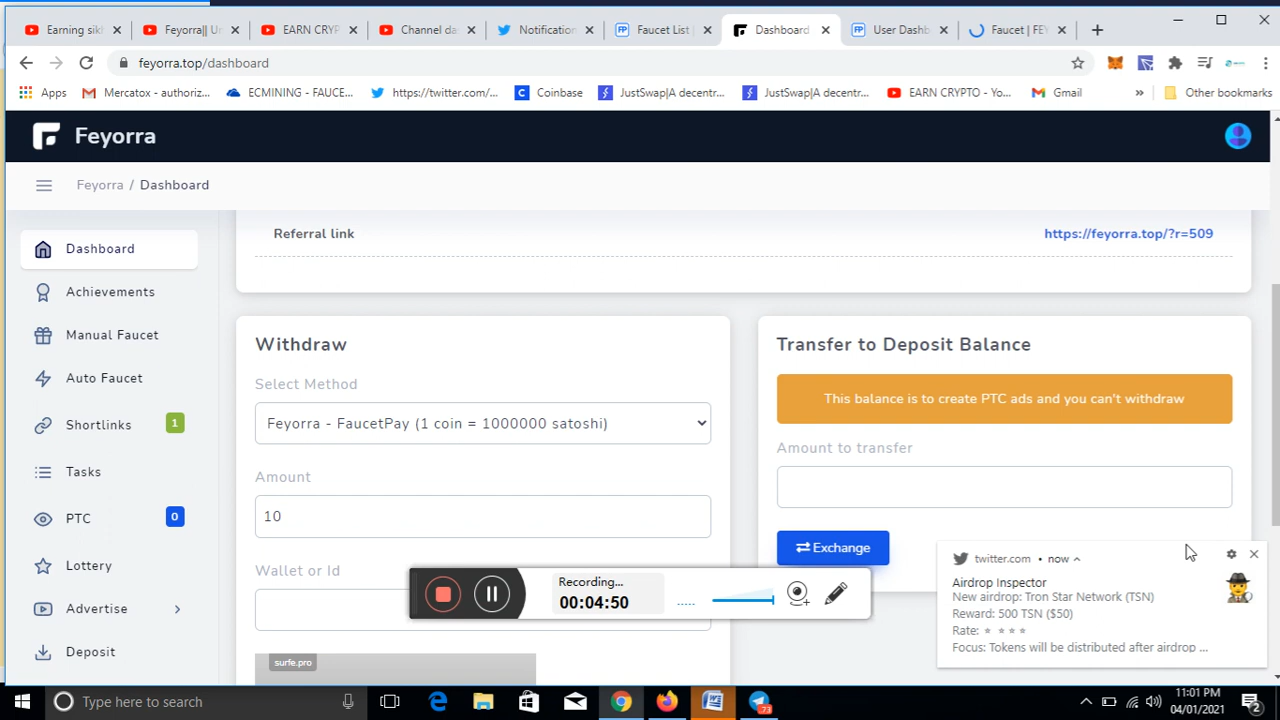 Earning sikt
Feyorra|| Ur
EARN CRYP
Channel da
Notification
Faucet List |
Dashboard
User Dashb
Faucet | FEY
feyorra.top/dashboard
Apps
Mercatox - authoriz...
ECMINING - FAUCE...
https://twitter.com/...
Coinbase
JustSwap|A decentr...
JustSwap|A decentr...
EARN CRYPTO - Yo...
Gmail
»
Other bookmarks
Feyorra
Feyorra / Dashboard
Dashboard
Achievements
Manual Faucet
Auto Faucet
Shortlinks 1
Tasks
PTC 0
Lottery
Advertise
Deposit
Referral link
https://feyorra.top/?r=509
Withdraw
Select Method
Feyorra - FaucetPay (1 coin = 1000000 satoshi)
Amount
10
Wallet or Id
surfe.pro
Transfer to Deposit Balance
This balance is to create PTC ads and you can't withdraw
Amount to transfer
Exchange
Recording...
00:04:50
twitter.com • now
Airdrop Inspector
New airdrop: Tron Star Network (TSN)
Reward: 500 TSN ($50)
Rate: ⭐ ⭐ ⭐ ⭐
Focus: Tokens will be distributed after airdrop ...
Type here to search
73
11:01 PM
04/01/2021
2